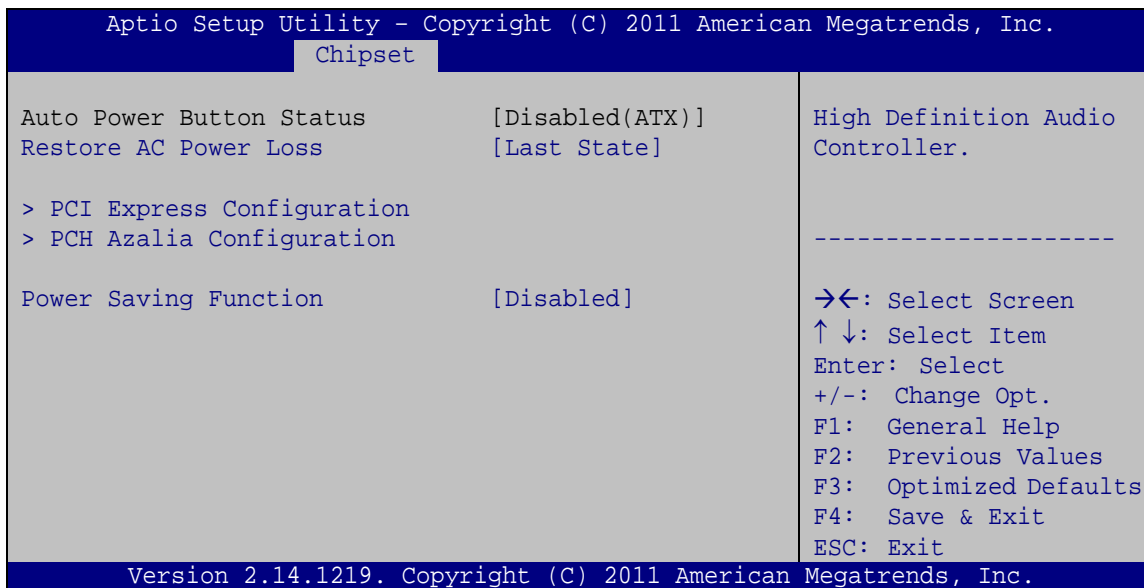 Aptio Setup Utility – Copyright (C) 2011 American Megatrends, Inc.
Chipset
Auto Power Button Status [Disabled(ATX)]
Restore AC Power Loss [Last State]
> PCI Express Configuration
> PCH Azalia Configuration
Power Saving Function [Disabled]
High Definition Audio
Controller.
---------------------
→←: Select Screen
↑ ↓: Select Item
Enter: Select
+/-: Change Opt.
F1: General Help
F2: Previous Values
F3: Optimized Defaults
F4: Save & Exit
ESC: Exit
Version 2.14.1219. Copyright (C) 2011 American Megatrends, Inc.